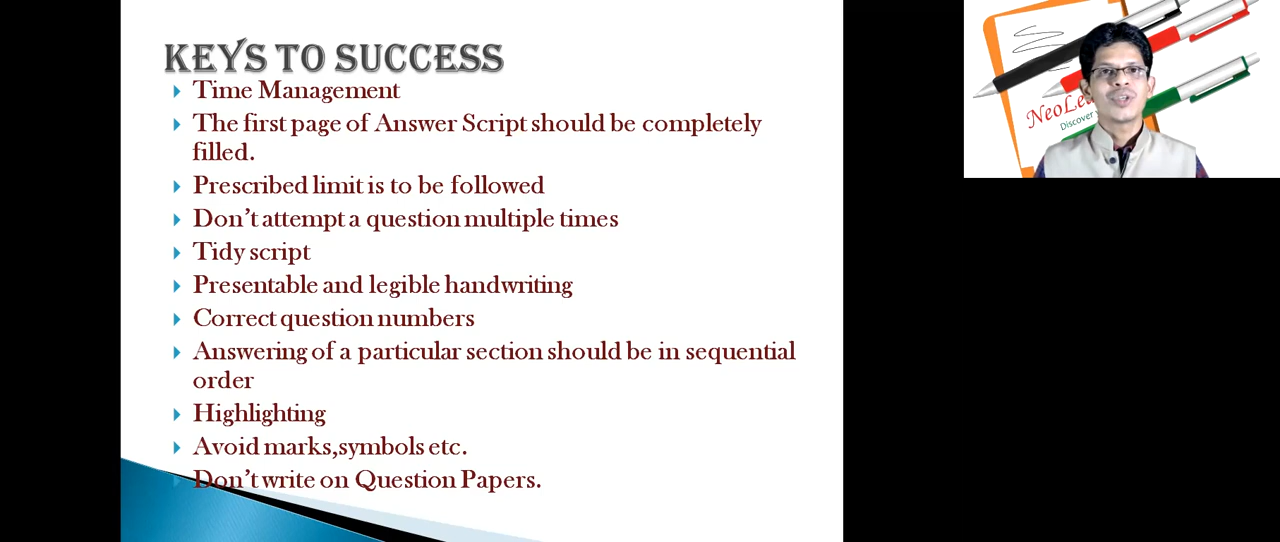 KEYS TO SUCCESS
Time Management
The first page of Answer Script should be completely
filled.
Prescribed limit is to be followed
Don't attempt a question multiple times
Tidy script
Presentable and legible handwriting
Correct question numbers
Answering of a particular section should be in sequential
order
Highlighting
Avoid marks,symbols etc.
Don't write on Question Papers.
Discover